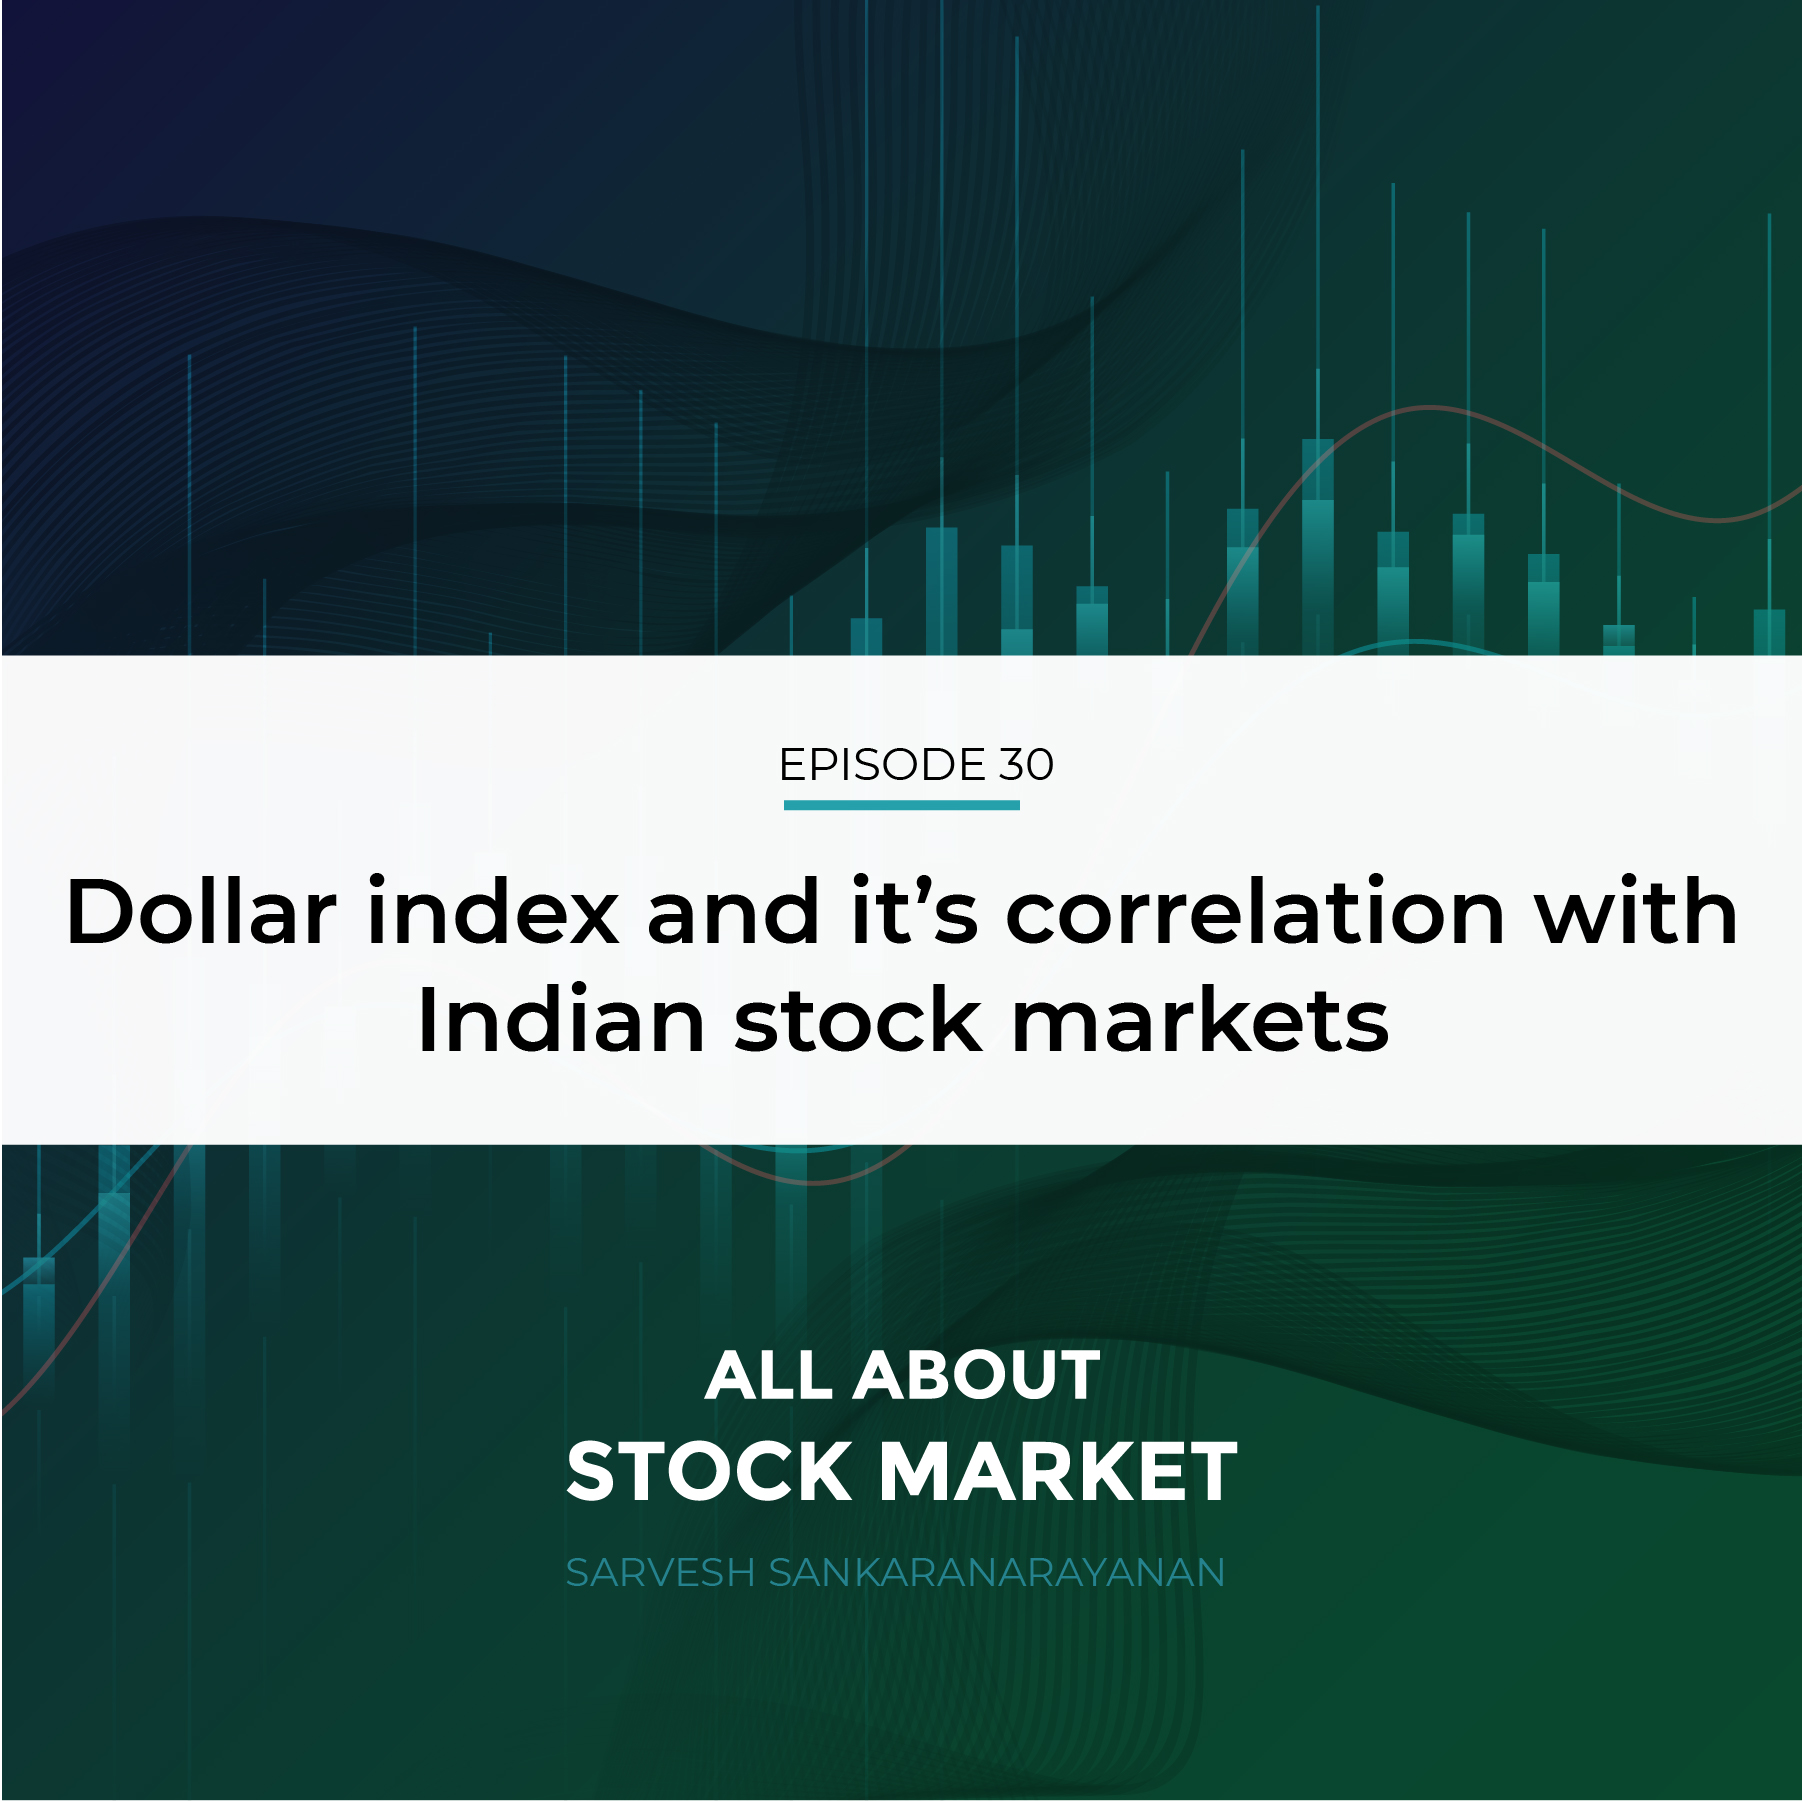 EPISODE 30
Dollar index and it’s correlation with
Indian stock markets
ALL ABOUT
STOCK MARKET
SARVESH SANKARANARAYANAN